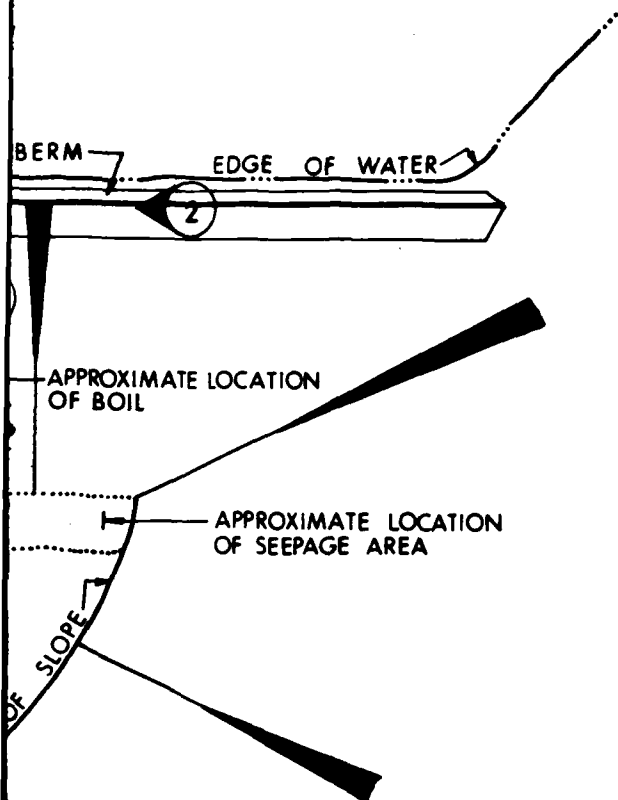 BERM
EDGE OF WATER
2
APPROXIMATE LOCATION
OF BOIL
APPROXIMATE LOCATION
OF SEEPAGE AREA
OF SLOPE